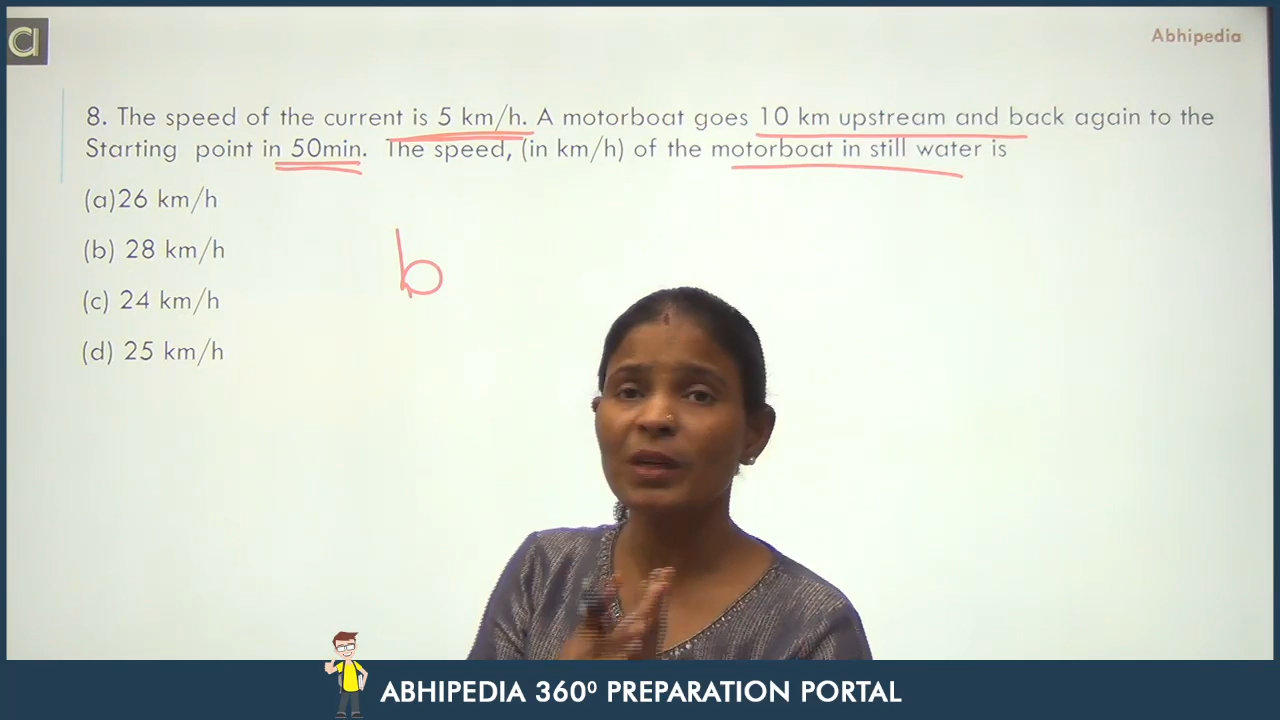 a
Abhipedia
8. The speed of the current is 5 km/h. A motorboat goes 10 km upstream and back again to the
Starting point in 50min. The speed, (in km/h) of the motorboat in still water is
(a)26 km/h
(b) 28 km/h
(c) 24 km/h
(d) 25 km/h
b
ABHIPEDIA 360⁰ PREPARATION PORTAL